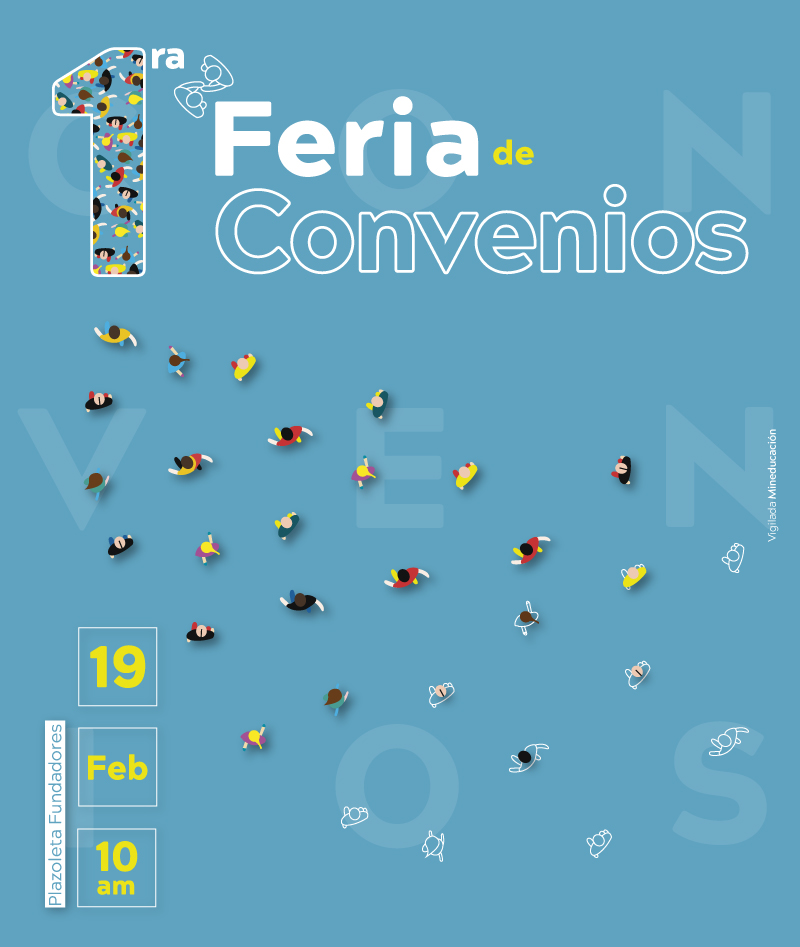 1ra
Feria de
Convenios
C O N
V E N
I O S
Vigilada Mineducación
19
Feb
10
am
Plazoleta Fundadores